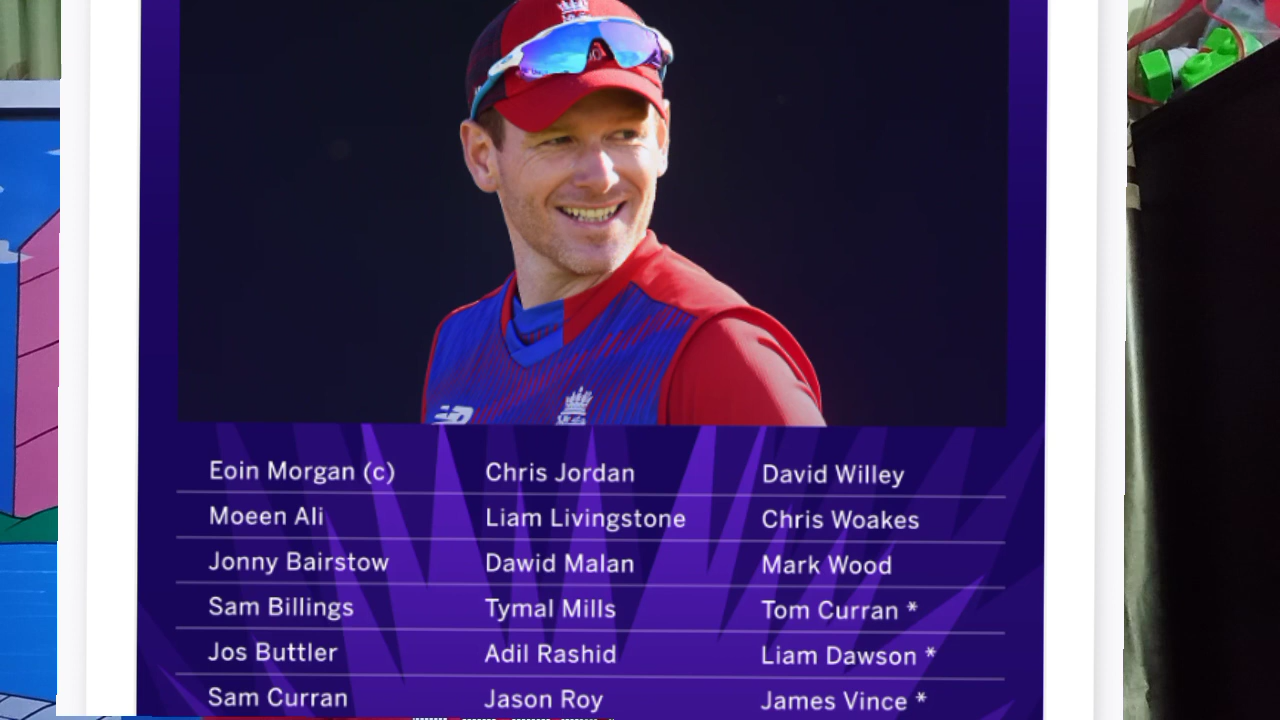 Eoin Morgan (c) Chris Jordan David Willey
Moeen Ali Liam Livingstone Chris Woakes
Jonny Bairstow Dawid Malan Mark Wood
Sam Billings Tymal Mills Tom Curran *
Jos Buttler Adil Rashid Liam Dawson *
Sam Curran Jason Roy James Vince *